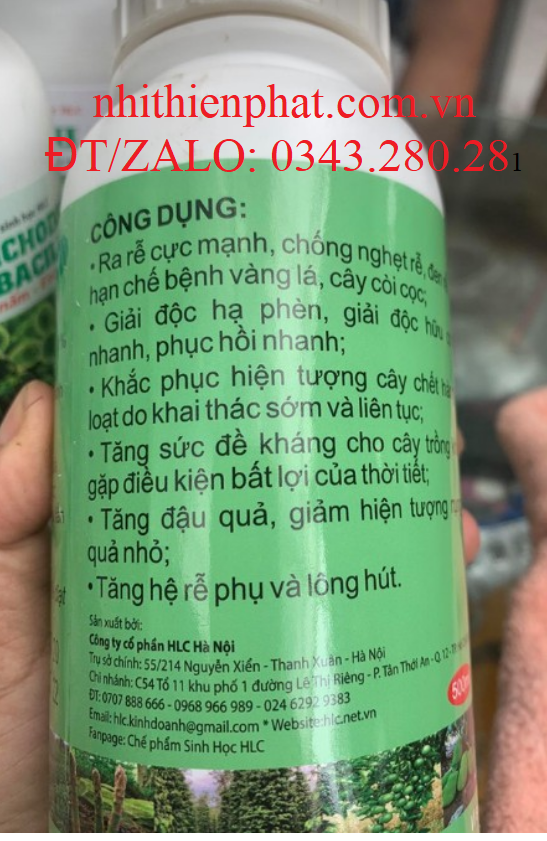 nhithienphat.com.vn
ĐT/ZALO: 0343.280.281
sinh học HLC
CÔNG DỤNG:
• Ra rễ cực mạnh, chống nghẹt rễ, đen
hạn chế bệnh vàng lá, cây còi cọc;
• Giải độc hạ phèn, giải độc hữu
nhanh, phục hồi nhanh;
• Khắc phục hiện tượng cây chết
loạt do khai thác sớm và liên tục;
• Tăng sức đề kháng cho cây trồng
gặp điều kiện bất lợi của thời tiết;
• Tăng đậu quả, giảm hiện tượng
quả nhỏ;
• Tăng hệ rễ phụ và lông hút.
Sản xuất bởi:
Công ty cổ phần HLC Hà Nội
Trụ sở chính: 55/214 Nguyễn Xiển - Thanh Xuân - Hà Nội
Chi nhánh: C54 Tổ 11 khu phố 1 đường Lê Thị Riêng - P. Tân Thới An - Q. 12 -
ĐT: 0707 888 666 - 0968 966 989 - 024 6292 9383
Email: hlc.kinhdoanh@gmail.com * Website:hlc.net.vn
Fanpage: Chế phẩm Sinh Học HLC